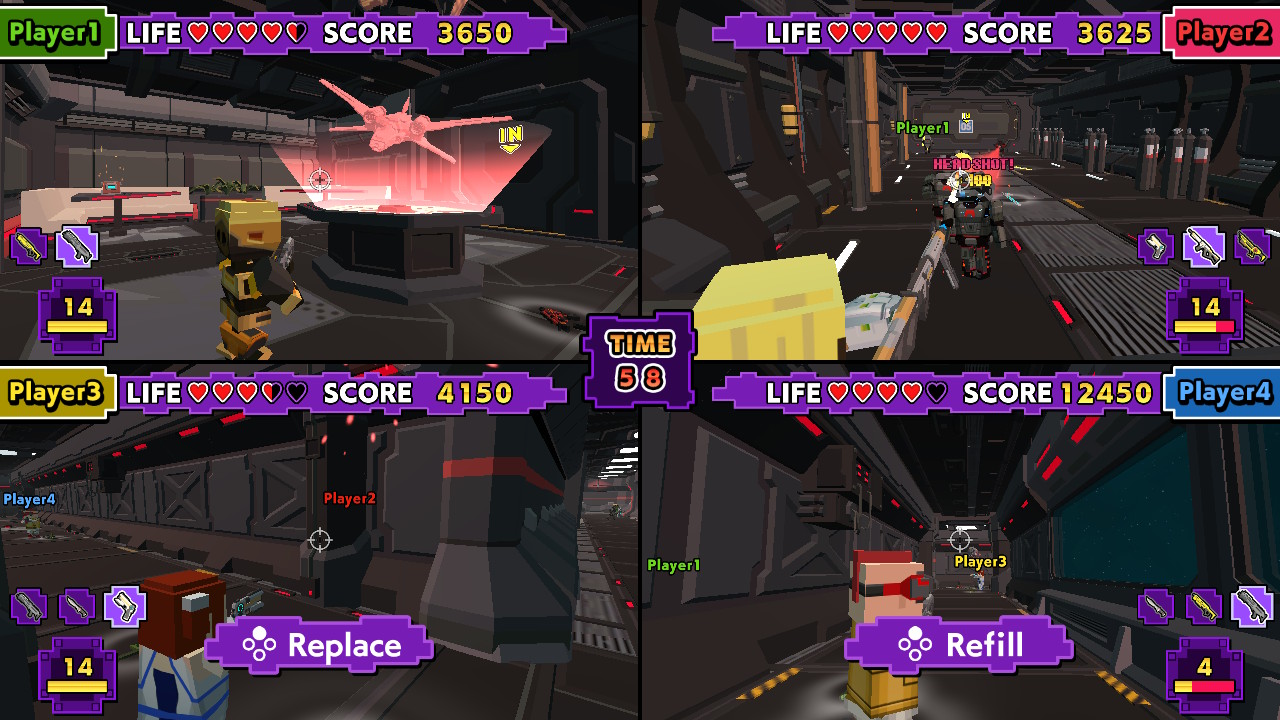 Player1 LIFE SCORE 3650
IN
14
LIFE SCORE 3625 Player2
Player1
HEADSHOT!
100
14
TIME
58
Player3 LIFE SCORE 4150
Player4
Player2
Replace
14
LIFE SCORE 12450 Player4
Player1
Player3
Refill
4